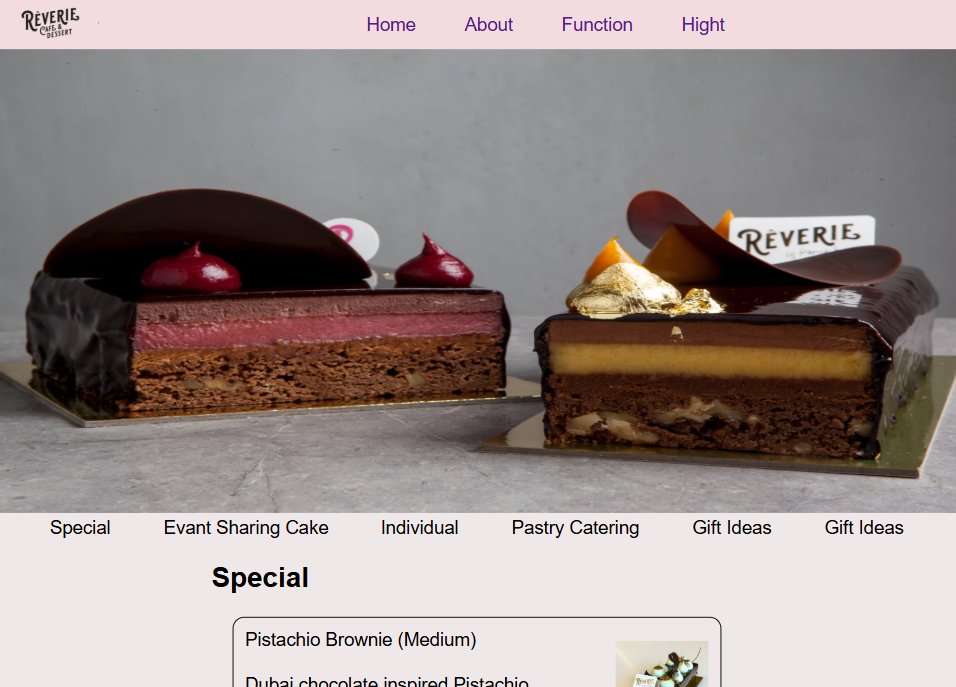 RÊVERIE
CAFE &
DESSERT
Home About Function Hight
RÊVERIE
Special Evant Sharing Cake Individual Pastry Catering Gift Ideas Gift Ideas
Special
Pistachio Brownie (Medium)
Dubai chocolate inspired Pistachio
RÊVERIE